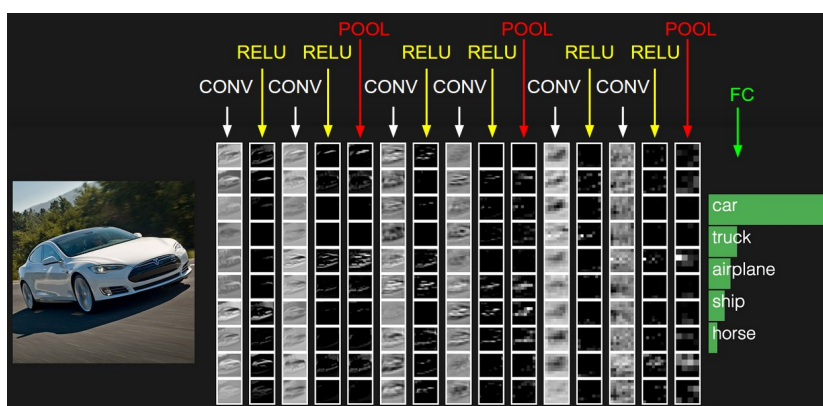 POOL POOL POOL
RELU RELU RELU RELU RELU RELU
CONV CONV CONV CONV CONV CONV
FC
car
truck
airplane
ship
horse